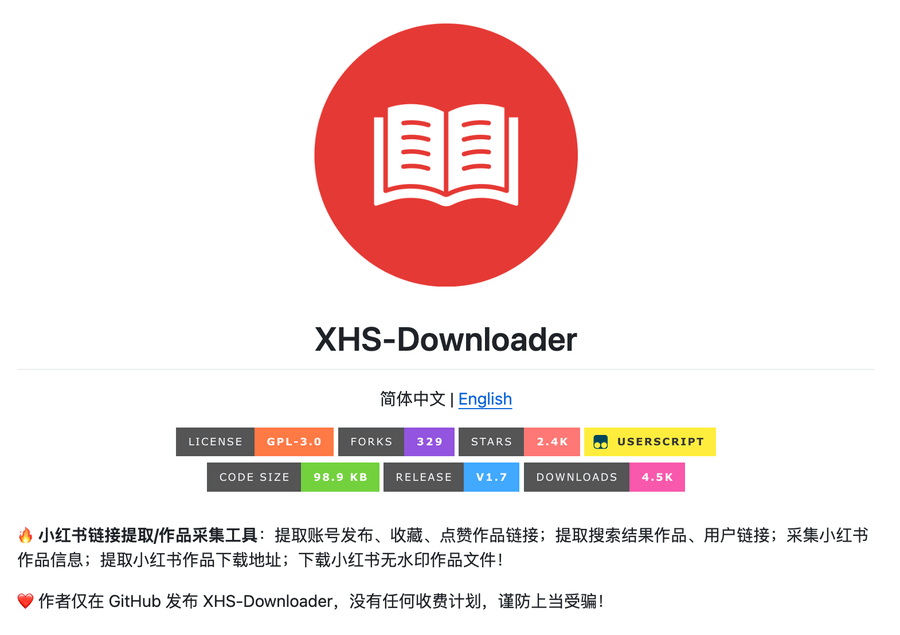 XHS-Downloader
简体中文 | English
LICENSE GPL-3.0 FORKS 329 STARS 2.4K USERSCRIPT
CODE SIZE 98.9 KB RELEASE V1.7 DOWNLOADS 4.5K
🔥 小红书链接提取/作品采集工具：提取账号发布、收藏、点赞作品链接；提取搜索结果作品、用户链接；采集小红书
作品信息；提取小红书作品下载地址；下载小红书无水印作品文件！
❤️ 作者仅在 GitHub 发布 XHS-Downloader，没有任何收费计划，谨防上当受骗！